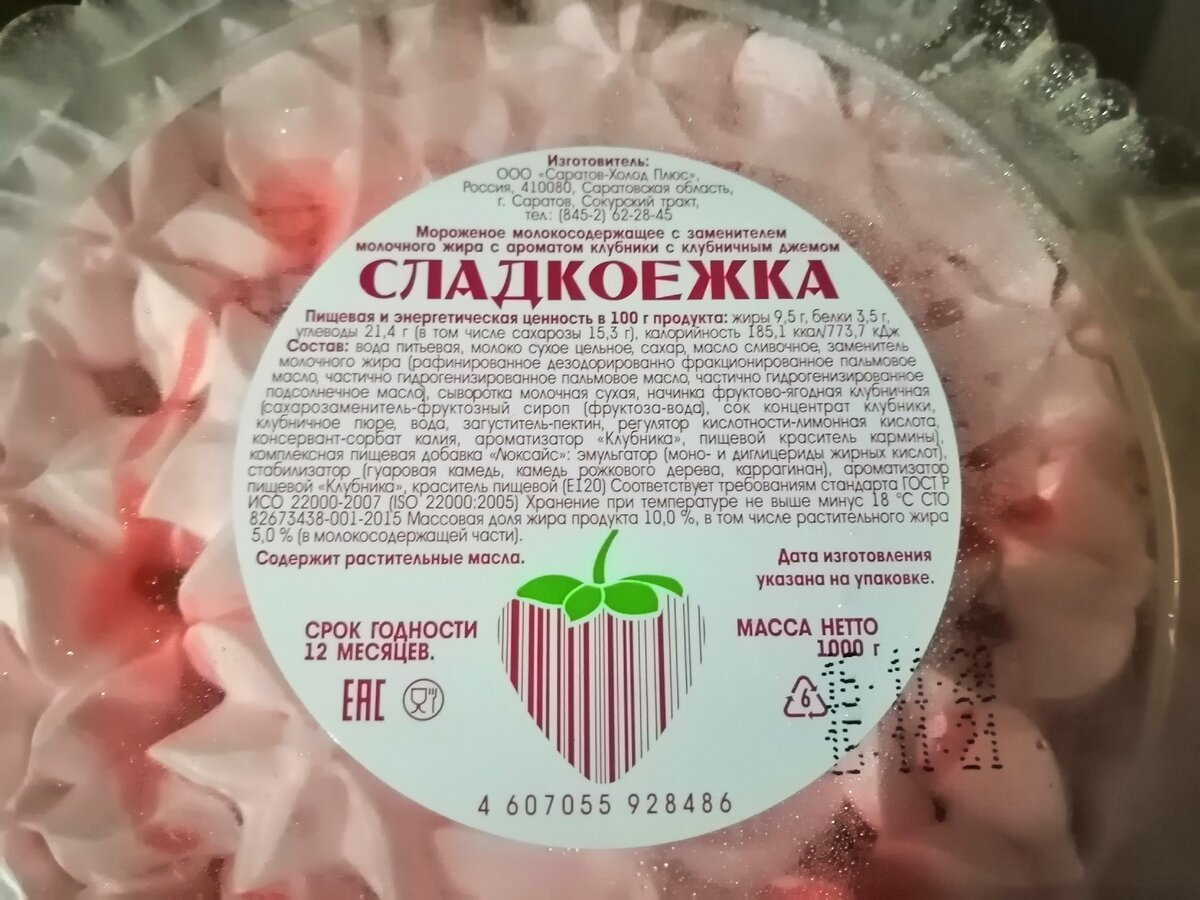 Изготовитель:
ООО «Саратов-Холод Плюс»,
Россия, 410080, Саратовская область,
г. Саратов, Сокурский тракт,
тел.: (845-2) 62-28-45
Мороженое молокосодержащее с заменителем
молочного жира с ароматом клубники с клубничным джемом
СЛАДКОЕЖКА
Пищевая и энергетическая ценность в 100 г продукта: жиры 9,5 г, белки 3,5 г,
углеводы 21,4 г (в том числе сахарозы 15,3 г), калорийность 185,1 ккал/773,7 кДж
Состав: вода питьевая, молоко сухое цельное, сахар, масло сливочное, заменитель
молочного жира (рафинированное дезодорированно фракционированное пальмовое
масло, частично гидрогенизированное пальмовое масло, частично гидрогенизированное
подсолнечное масло), сыворотка молочная сухая, начинка фруктово-ягодная клубничная
(сахарозаменитель-фруктозный сироп (фруктоза-вода), сок концентрат клубники,
клубничное пюре, вода, загуститель-пектин, регулятор кислотности-лимонная кислота,
консервант-сорбат калия, ароматизатор «Клубника», пищевой краситель кармины),
комплексная пищевая добавка «Люксайс»: эмульгатор (моно- и диглицериды жирных кислот),
стабилизатор (гуаровая камедь, камедь рожкового дерева, каррагинан), ароматизатор
пищевой «Клубника», краситель пищевой (Е120) Соответствует требованиям стандарта ГОСТ Р
ИСО 22000-2007 (ISO 22000:2005) Хранение при температуре не выше минус 18 °С СТО
82673438-001-2015 Массовая доля жира продукта 10,0 %, в том числе растительного жира
5,0 % (в молокосодержащей части).
Содержит растительные масла.
Дата изготовления
указана на упаковке.
СРОК ГОДНОСТИ
12 МЕСЯЦЕВ.
МАССА НЕТТО
1000 г
EAC
6
4 607055 928486